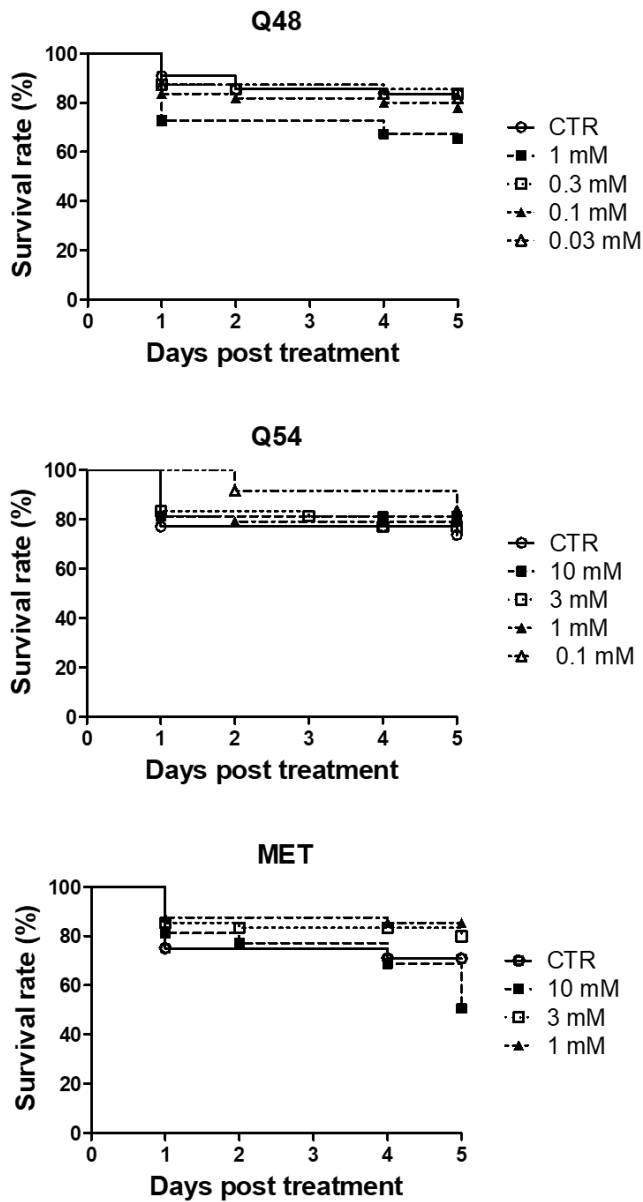 Q48
Survival rate (%)
100
80
60
40
20
0
0 1 2 3 4 5
Days post treatment
CTR
1 mM
0.3 mM
0.1 mM
0.03 mM
Q54
Survival rate (%)
100
80
60
40
20
0
0 1 2 3 4 5
Days post treatment
CTR
10 mM
3 mM
1 mM
0.1 mM
MET
Survival rate (%)
100
80
60
40
20
0
0 1 2 3 4 5
Days post treatment
CTR
10 mM
3 mM
1 mM